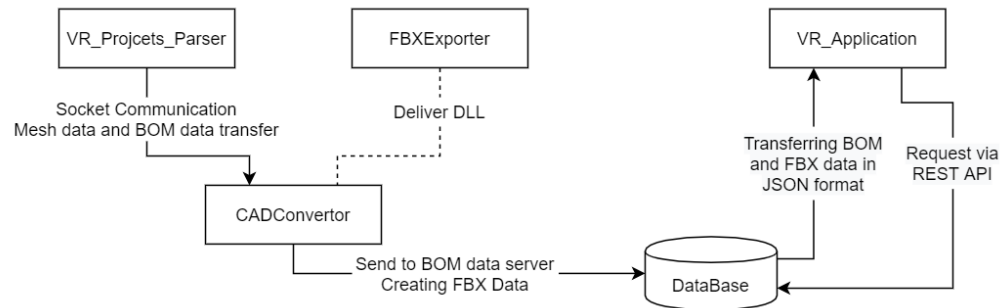 VR_Projcets_Parser
FBXExporter
VR_Application
Socket Communication
Mesh data and BOM data transfer
Deliver DLL
Transferring BOM
and FBX data in
JSON format
Request via
REST API
CADConvertor
Send to BOM data server
Creating FBX Data
DataBase